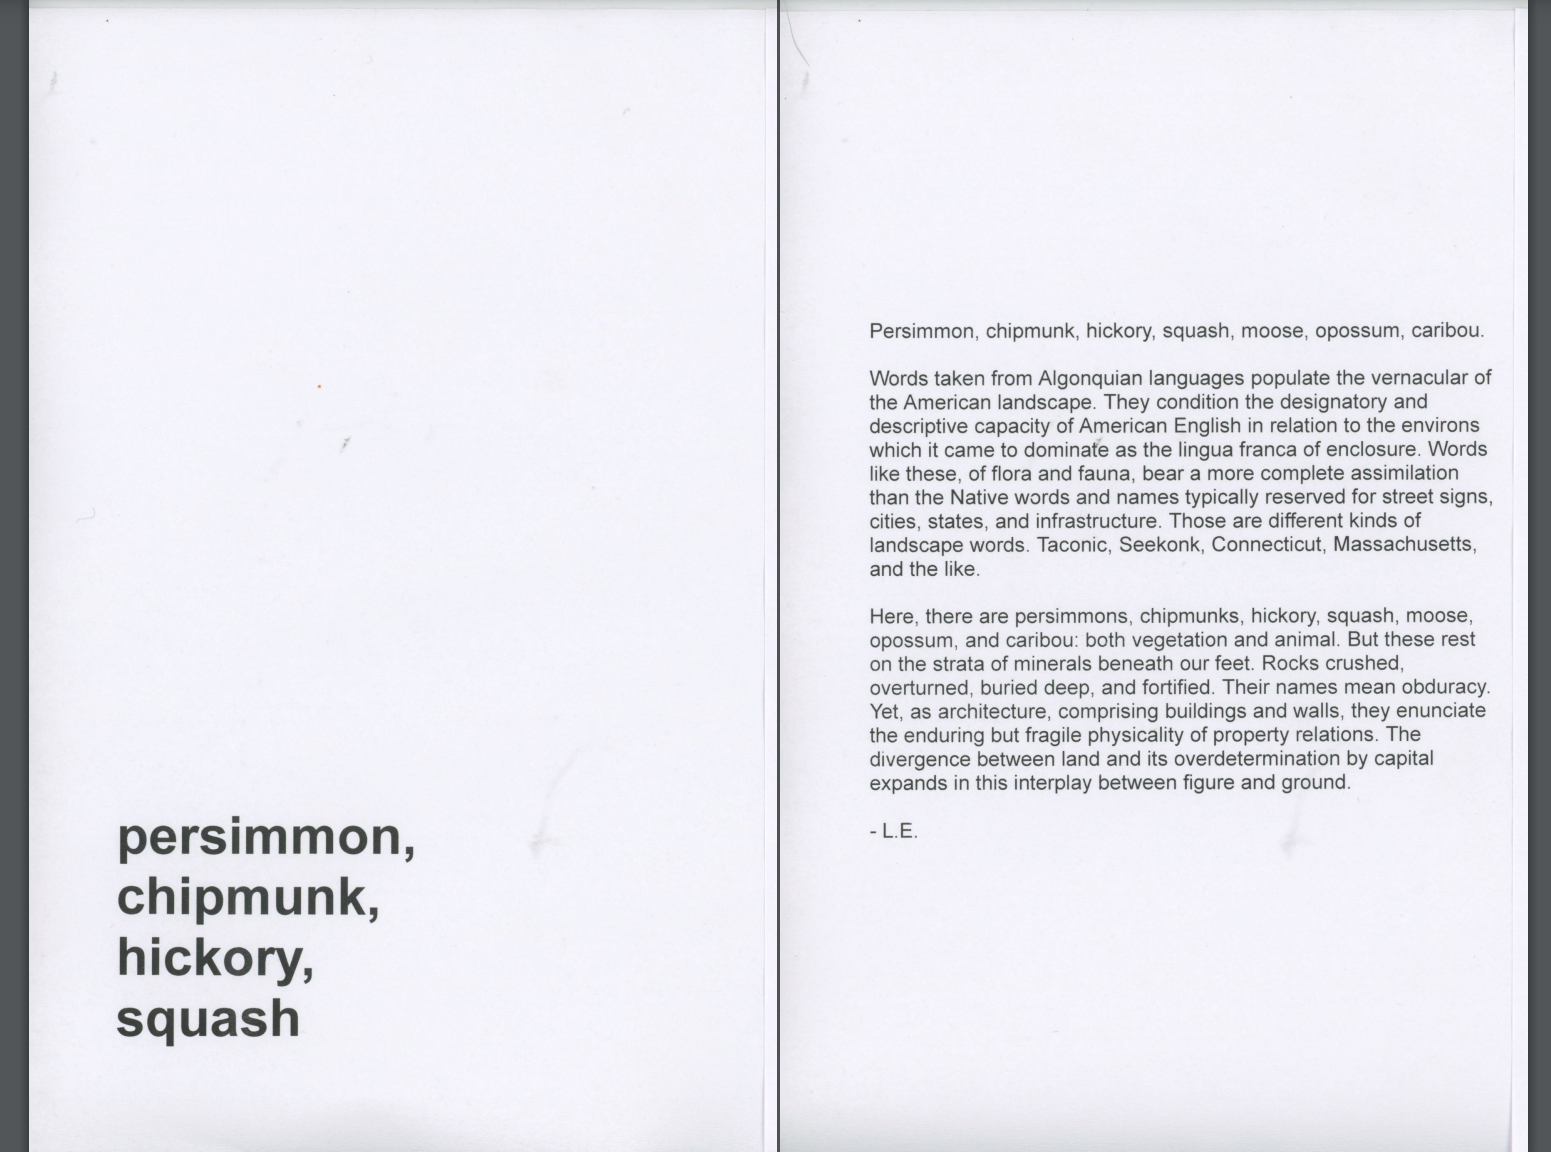 persimmon,
chipmunk,
hickory,
squash
Persimmon, chipmunk, hickory, squash, moose, opossum, caribou.
Words taken from Algonquian languages populate the vernacular of
the American landscape. They condition the designatory and
descriptive capacity of American English in relation to the environs
which it came to dominate as the lingua franca of enclosure. Words
like these, of flora and fauna, bear a more complete assimilation
than the Native words and names typically reserved for street signs,
cities, states, and infrastructure. Those are different kinds of
landscape words. Taconic, Seekonk, Connecticut, Massachusetts,
and the like.
Here, there are persimmons, chipmunks, hickory, squash, moose,
opossum, and caribou: both vegetation and animal. But these rest
on the strata of minerals beneath our feet. Rocks crushed,
overturned, buried deep, and fortified. Their names mean obduracy.
Yet, as architecture, comprising buildings and walls, they enunciate
the enduring but fragile physicality of property relations. The
divergence between land and its overdetermination by capital
expands in this interplay between figure and ground.
- L.E.